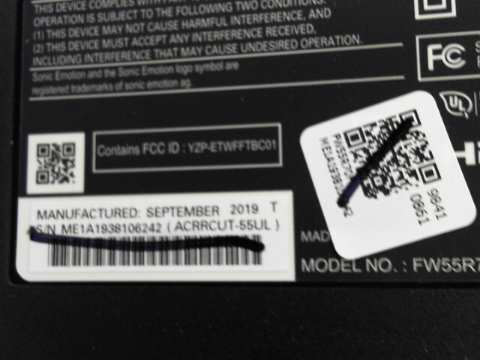 THIS DEVICE COMPLIES WITH
OPERATION IS SUBJECT TO THE FOLLOWING TWO CONDITIONS:
(1) THIS DEVICE MAY NOT CAUSE HARMFUL INTERFERENCE, AND
(2) THIS DEVICE MUST ACCEPT ANY INTERFERENCE RECEIVED,
INCLUDING INTERFERENCE THAT MAY CAUSE UNDESIRED OPERATION.
Sonic Emotion and the Sonic Emotion logo symbol are
registered trademarks of sonic emotion ag.
FC
UL
Contains FCC ID : YZP-ETWFFTBC01
MANUFACTURED: SEPTEMBER 2019 T
S/N ME1A1938106242 ( ACRRCUT-55UL )
9841
0661
MAD
MODEL NO. : FW55R7